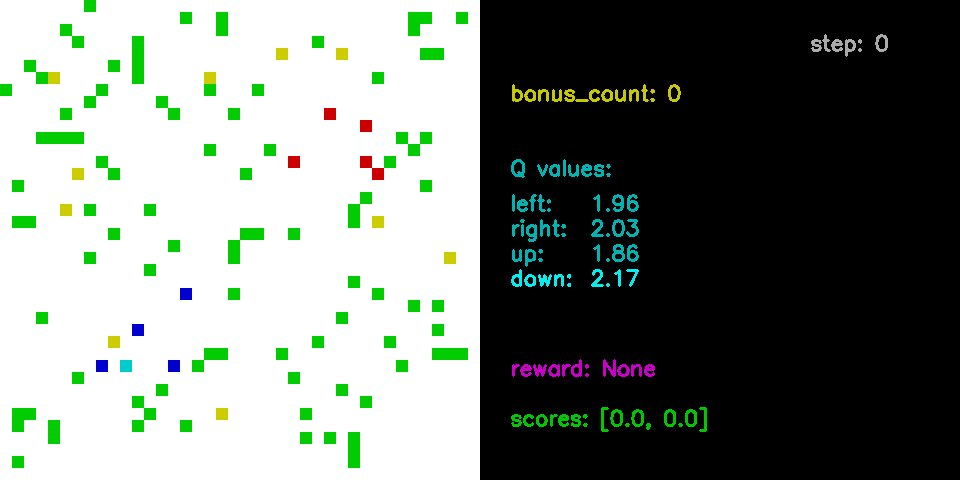 step: 0
bonus_count: 0
Q values:
left: 1.96
right: 2.03
up: 1.86
down: 2.17
reward: None
scores: [0.0, 0.0]